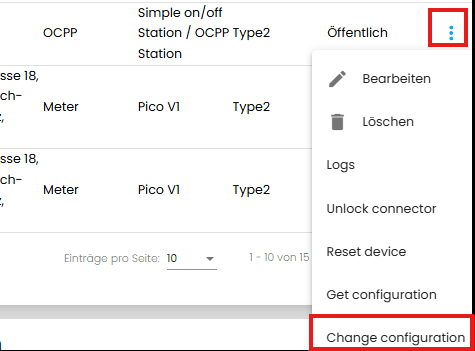 Simple on/off
OCPP Station / OCPP Type2 Öffentlich
Station
Bearbeiten
sse 18,
ch- Meter Pico V1 Type2
z,
Löschen
sse 18,
Logs
ch- Meter Pico V1 Type2
z,
Unlock connector
Reset device
Einträge pro Seite: 10 1 - 10 von 15
Get configuration
Change configuration